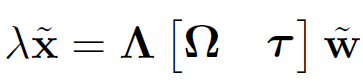 λx̃ = Λ [Ω τ] w̃